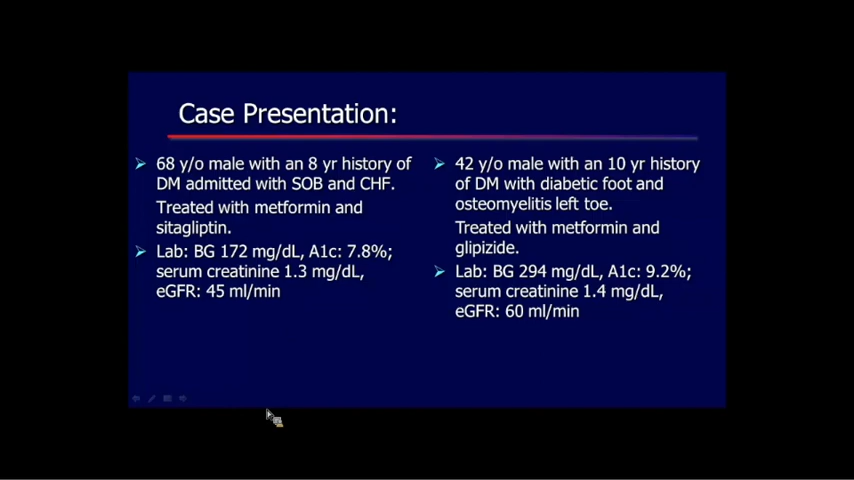 Case Presentation:
68 y/o male with an 8 yr history of
DM admitted with SOB and CHF.
Treated with metformin and
sitagliptin.
Lab: BG 172 mg/dL, A1c: 7.8%;
serum creatinine 1.3 mg/dL,
eGFR: 45 ml/min
42 y/o male with an 10 yr history
of DM with diabetic foot and
osteomyelitis left toe.
Treated with metformin and
glipizide.
Lab: BG 294 mg/dL, A1c: 9.2%;
serum creatinine 1.4 mg/dL,
eGFR: 60 ml/min